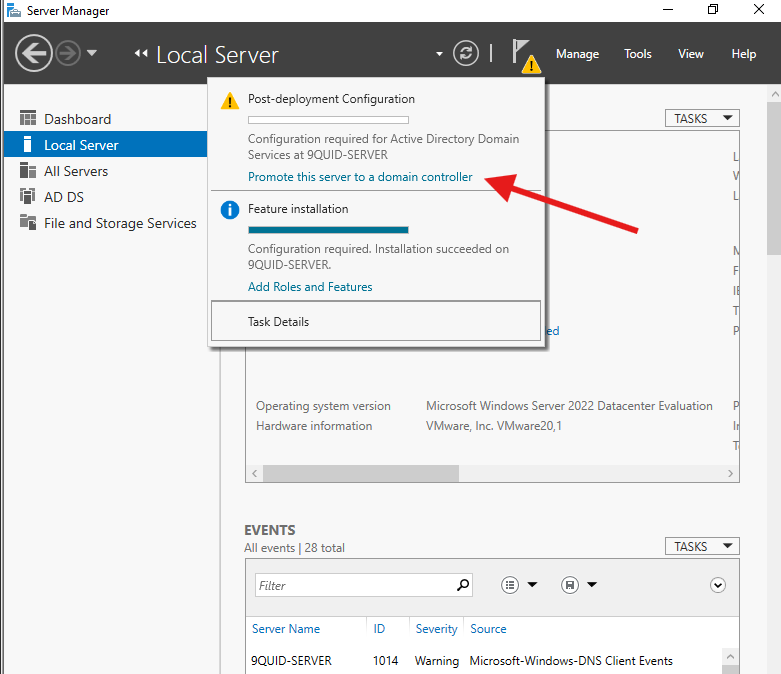 Server Manager
Local Server
Manage
Tools
View
Help
Post-deployment Configuration
Configuration required for Active Directory Domain
Services at 9QUID-SERVER
Promote this server to a domain controller
Feature installation
Configuration required. Installation succeeded on
9QUID-SERVER.
Add Roles and Features
Task Details
Dashboard
Local Server
All Servers
AD DS
File and Storage Services
TASKS
ed
Operating system version
Microsoft Windows Server 2022 Datacenter Evaluation
Hardware information
VMware, Inc. VMware20,1
EVENTS
All events | 28 total
TASKS
Filter
Server Name ID Severity Source
9QUID-SERVER 1014 Warning Microsoft-Windows-DNS Client Events